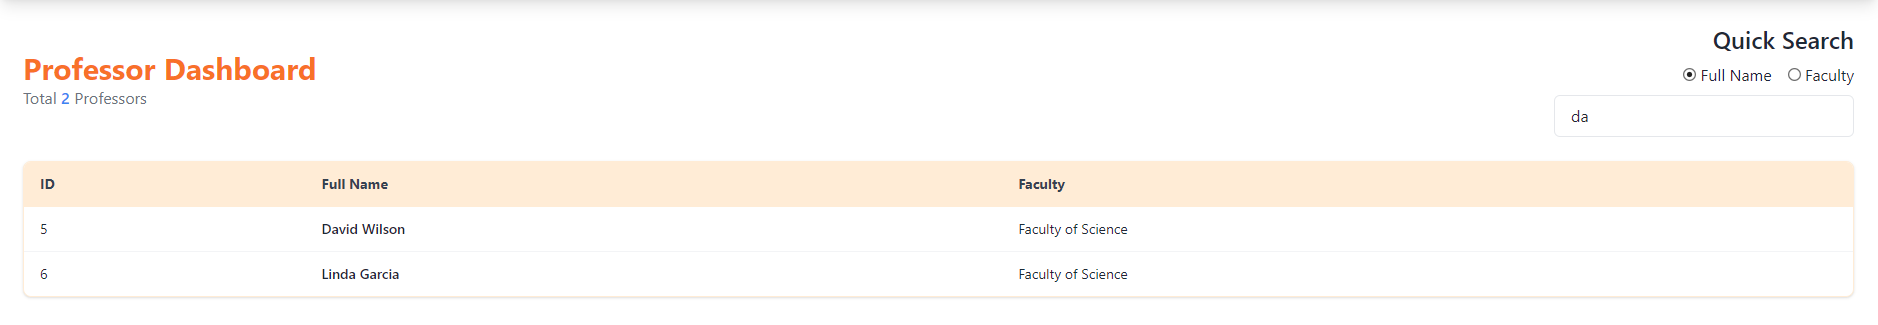 Professor Dashboard
Total 2 Professors
Quick Search
Full Name Faculty
da
ID Full Name Faculty
5 David Wilson Faculty of Science
6 Linda Garcia Faculty of Science